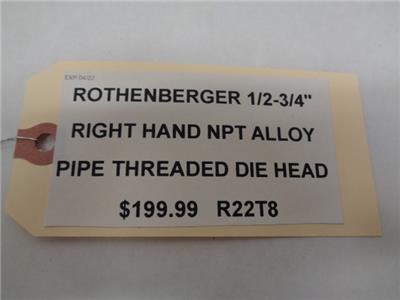 EXP 04/22
ROTHENBERGER 1/2-3/4"
RIGHT HAND NPT ALLOY
PIPE THREADED DIE HEAD
$199.99 R22T8